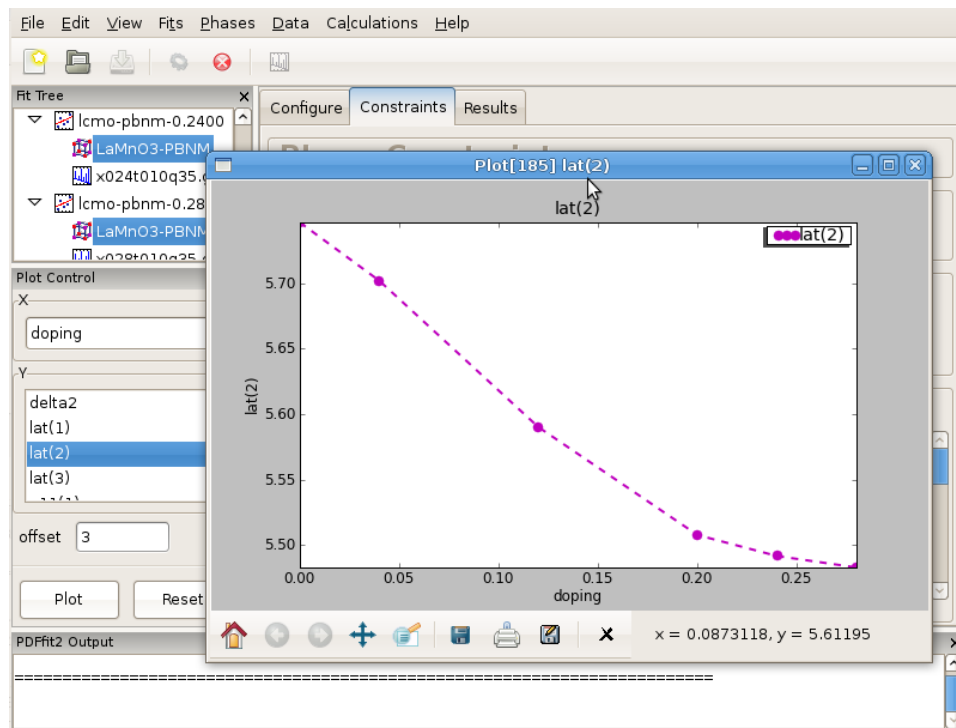 File Edit View Fits Phases Data Calculations Help
Fit Tree
x
lcmo-pbnm-0.2400
LaMnO3-PBNM
x024t010q35.
lcmo-pbnm-0.28
LaMnO3-PBNM
x028t010q35.
Configure Constraints Results
Plot[185] lat(2)
lat(2)
lat(2)
5.70
5.65
5.60
5.55
5.50
lat(2)
0.00 0.05 0.10 0.15 0.20 0.25
doping
x = 0.0873118, y = 5.61195
Plot Control
X
doping
Y
delta2
lat(1)
lat(2)
lat(3)
offset 3
Plot Reset
PDFfit2 Output
======================================================================